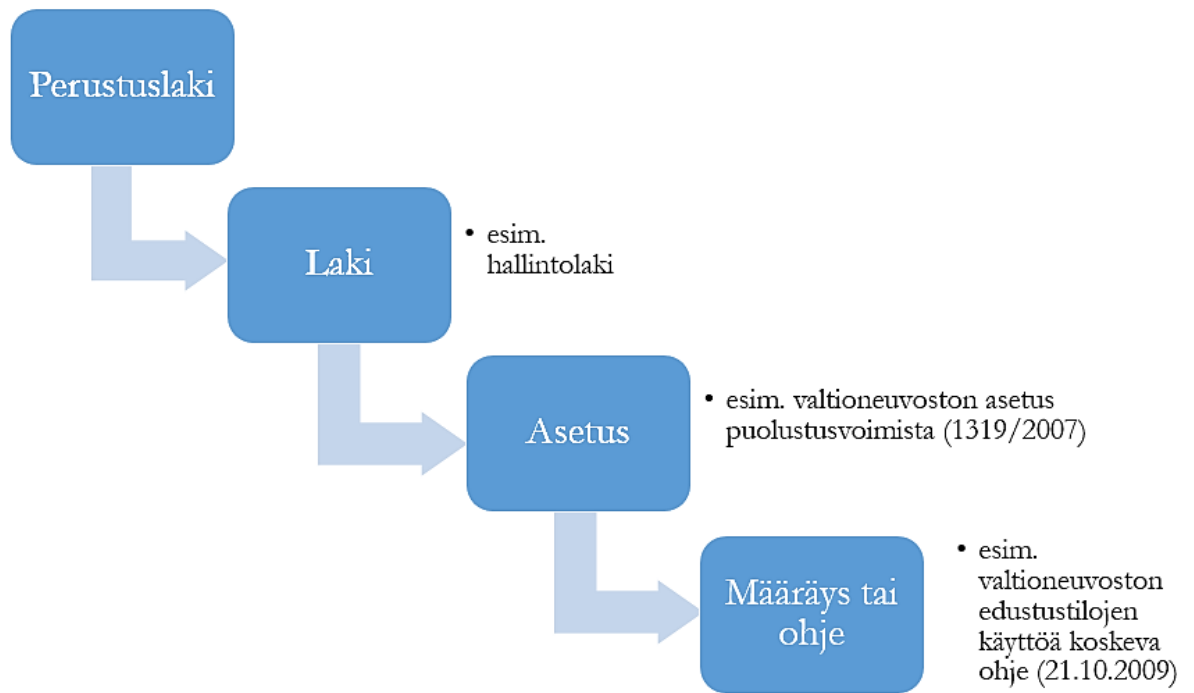 Perustuslaki
Laki
• esim.
hallintolaki
Asetus
• esim. valtioneuvoston asetus
puolustusvoimista (1319/2007)
Määräys tai
ohje
• esim.
valtioneuvoston
edustustilojen
käyttöä koskeva
ohje (21.10.2009)